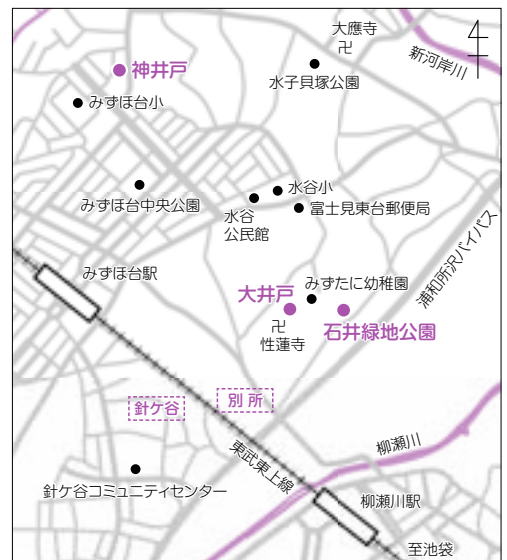 大應寺
卍
新河岸川
神井戸
水子貝塚公園
みずほ台小
水谷小
みずほ台中央公園
水谷
公民館
富士見東台郵便局
浦和所沢バイパス
みずほ台駅
みずたに幼稚園
大井戸
卍
性蓮寺
石井緑地公園
別所
針ケ谷
柳瀬川
東武東上線
針ケ谷コミュニティセンター
柳瀬川駅
至池袋